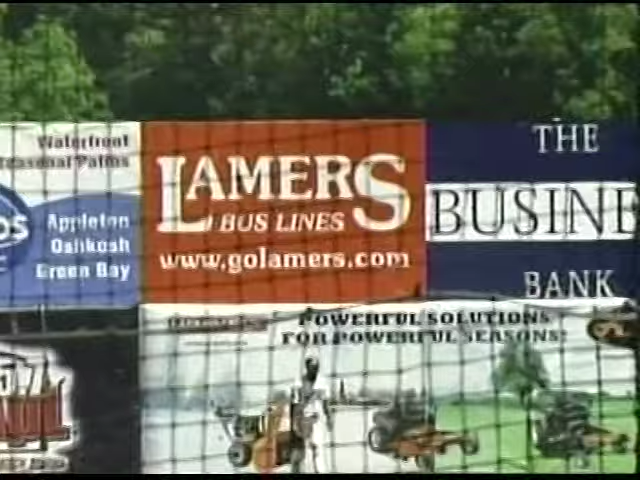 Waterfront
Seasonal Patios
Appleton
Oshkosh
Green Bay
LAMERS
BUS LINES
www.golamers.com
THE
BUSINE
BANK
POWERFUL SOLUTIONS
FOR POWERFUL SEASONS